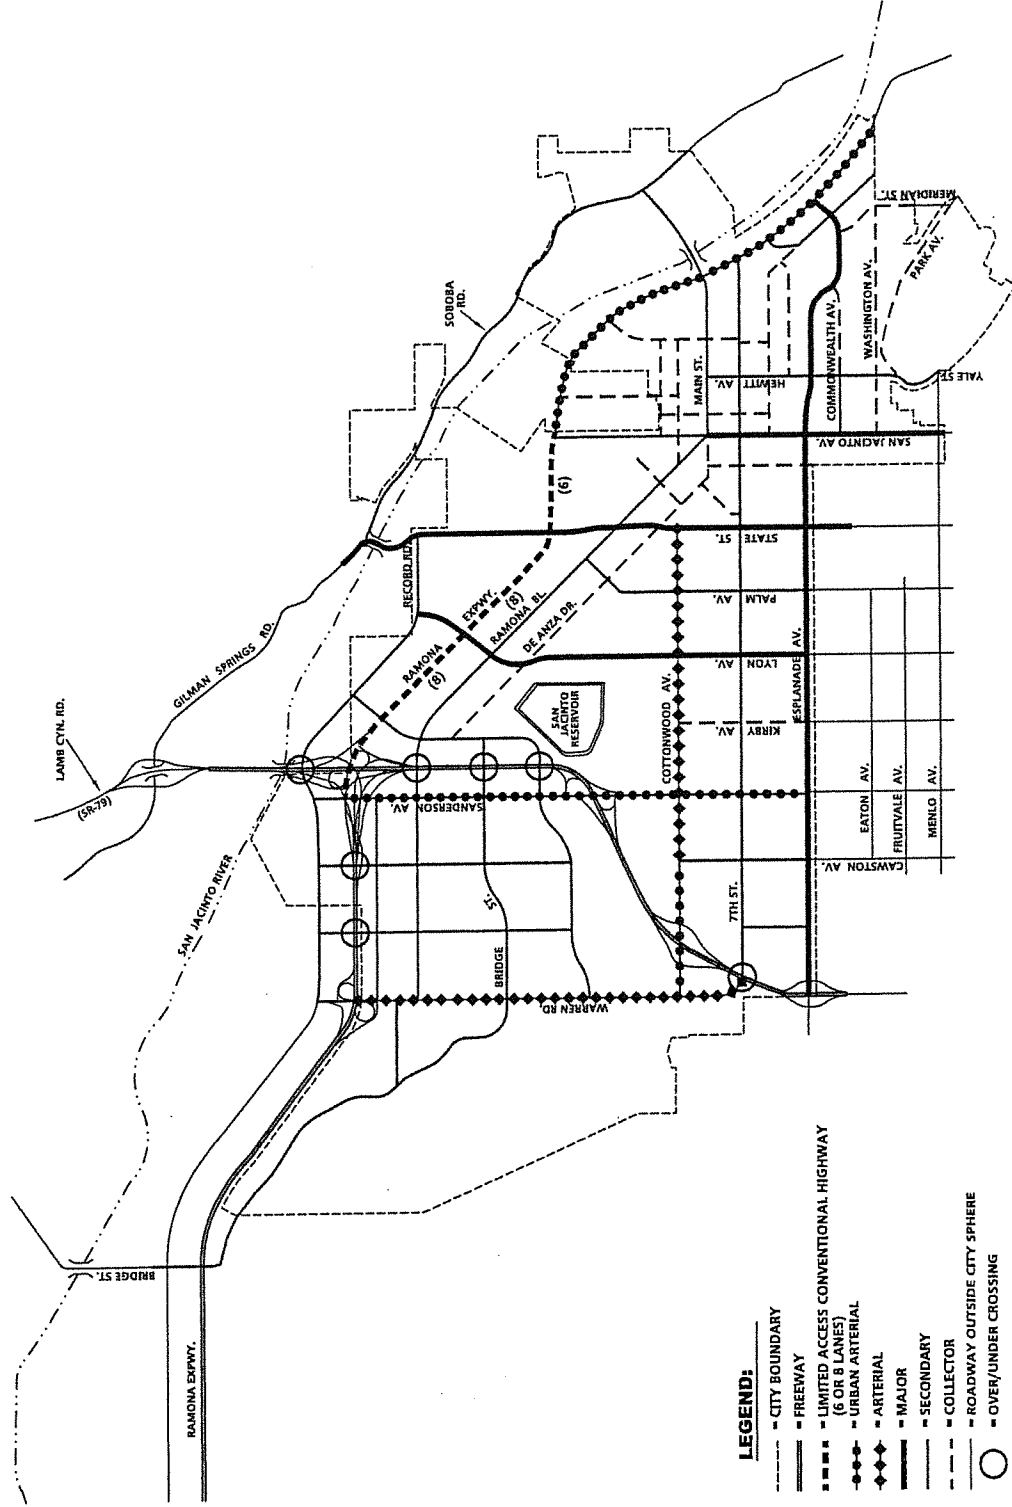 LAMB CYN. RD.
(SR-79)
GILMAN SPRINGS RD.
SOBOBA
RD.
SAN JACINTO RIVER
RECORD RD.
RAMONA EXPWY.
(8)
(8)
(6)
RAMONA BL.
DE ANZA DR.
SAN
JACINTO
RESERVOIR
SANDERSON AV.
COTTONWOOD AV.
KIRBY AV.
LYON AV.
PALM AV.
STATE ST.
MAIN ST.
HEWITT AV.
COMMONWEALTH AV.
WASHINGTON AV.
PARK AV.
MERIDIAN ST.
YALE ST.
SAN JACINTO AV.
ESPLANADE AV.
EATON AV.
FRUITVALE AV.
MENLO AV.
CAWSTON AV.
7TH ST.
BRIDGE ST.
WARREN RD.
BRIDGE ST.
RAMONA EXPWY.
LEGEND:
= CITY BOUNDARY
= FREEWAY
= LIMITED ACCESS CONVENTIONAL HIGHWAY
(6 OR 8 LANES)
= URBAN ARTERIAL
= ARTERIAL
= MAJOR
= SECONDARY
= COLLECTOR
= ROADWAY OUTSIDE CITY SPHERE
= OVER/UNDER CROSSING